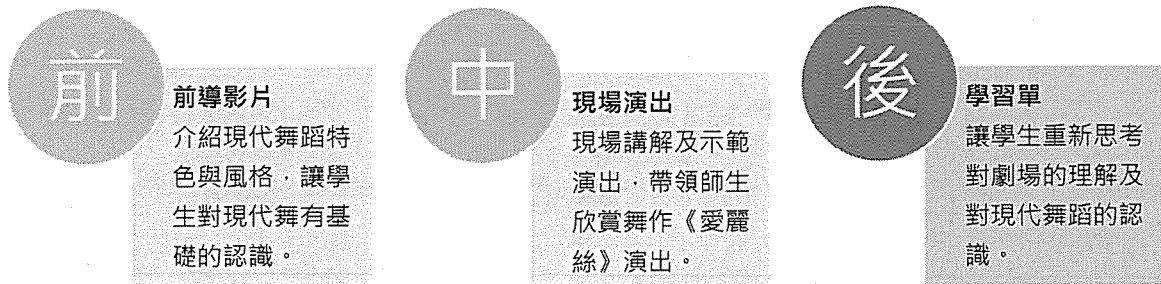 前
前導影片
介紹現代舞蹈特
色與風格，讓學
生對現代舞有基
礎的認識。
中
現場演出
現場講解及示範
演出，帶領師生
欣賞舞作《愛麗
絲》演出。
後
學習單
讓學生重新思考
對劇場的理解及
對現代舞蹈的認
識。